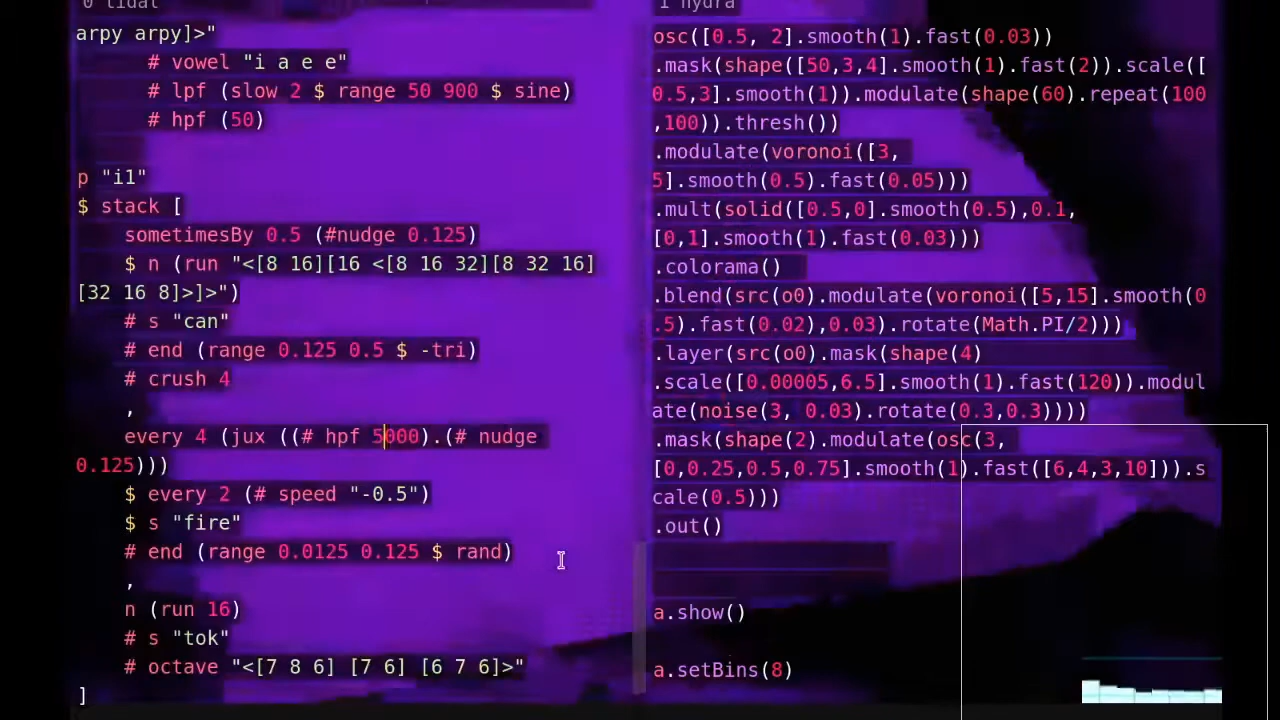 0 tidal
arpy arpy]>"
# vowel "i a e e"
# lpf (slow 2 $ range 50 900 $ sine)
# hpf (50)
p "i1"
$ stack [
sometimesBy 0.5 (#nudge 0.125)
$ n (run "<[8 16][16 <[8 16 32][8 32 16]
[32 16 8]>]>")
# s "can"
# end (range 0.125 0.5 $ -tri)
# crush 4
,
every 4 (jux ((# hpf 5000).(# nudge
0.125)))
$ every 2 (# speed "-0.5")
$ s "fire"
# end (range 0.0125 0.125 $ rand)
,
n (run 16)
# s "tok"
# octave "<[7 8 6] [7 6] [6 7 6]>"
]
1 hydra
osc([0.5, 2].smooth(1).fast(0.03))
.mask(shape([50,3,4].smooth(1).fast(2)).scale([
0.5,3].smooth(1)).modulate(shape(60).repeat(100
,100)).thresh())
.modulate(voronoi([3,
5].smooth(0.5).fast(0.05)))
.mult(solid([0.5,0].smooth(0.5),0.1,
[0,1].smooth(1).fast(0.03)))
.colorama()
.blend(src(o0).modulate(voronoi([5,15].smooth(0
.5).fast(0.02),0.03).rotate(Math.PI/2)))
.layer(src(o0).mask(shape(4)
.scale([0.00005,6.5].smooth(1).fast(120)).modul
ate(noise(3, 0.03).rotate(0.3,0.3))))
.mask(shape(2).modulate(osc(3,
[0,0.25,0.5,0.75].smooth(1).fast([6,4,3,10])).s
cale(0.5)))
.out()
a.show()
a.setBins(8)